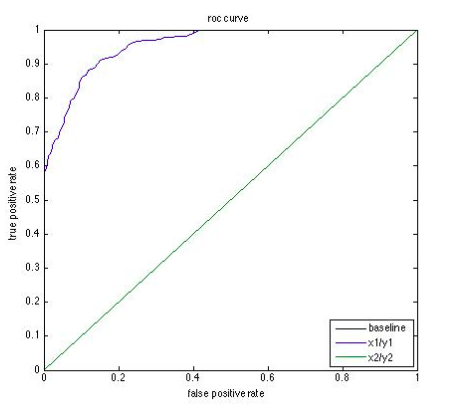 roc curve
1
0.9
0.8
0.7
0.6
0.5
0.4
0.3
0.2
0.1
0
true positive rate
baseline
x1/y1
x2/y2
0 0.2 0.4 0.6 0.8 1
false positive rate